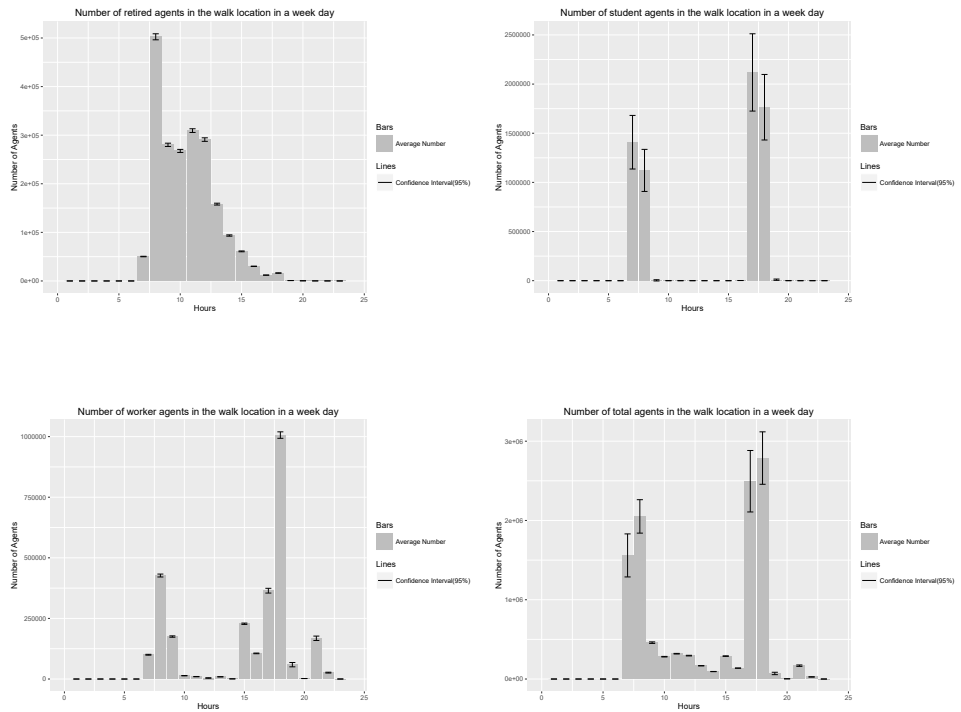 Number of retired agents in the walk location in a week day
5e+05
4e+05
3e+05
2e+05
1e+05
0e+00
Number of Agents
0 5 10 15 20 25
Hours
Bars
Average Number
Lines
Confidence Interval(95%)
Number of student agents in the walk location in a week day
2500000
2000000
1500000
1000000
500000
0
Number of Agents
0 5 10 15 20 25
Hours
Bars
Average Number
Lines
Confidence Interval(95%)
Number of worker agents in the walk location in a week day
1000000
750000
500000
250000
0
Number of Agents
0 5 10 15 20 25
Hours
Bars
Average Number
Lines
Confidence Interval(95%)
Number of total agents in the walk location in a week day
3e+06
2e+06
1e+06
0e+00
Number of Agents
0 5 10 15 20 25
Hours
Bars
Average Number
Lines
Confidence Interval(95%)